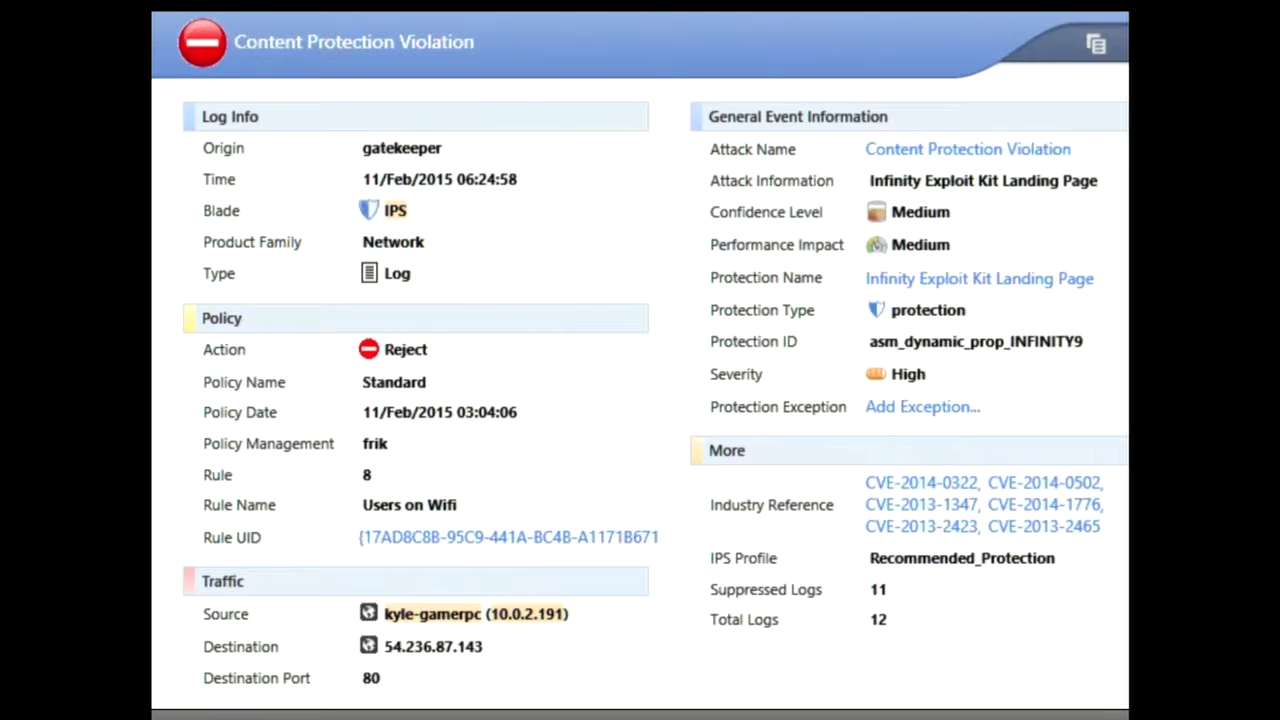 Content Protection Violation
Log Info
Origin gatekeeper
Time 11/Feb/2015 06:24:58
Blade IPS
Product Family Network
Type Log
Policy
Action Reject
Policy Name Standard
Policy Date 11/Feb/2015 03:04:06
Policy Management frik
Rule 8
Rule Name Users on Wifi
Rule UID {17AD8C8B-95C9-441A-BC4B-A1171B671
Traffic
Source kyle-gamerpc (10.0.2.191)
Destination 54.236.87.143
Destination Port 80
General Event Information
Attack Name Content Protection Violation
Attack Information Infinity Exploit Kit Landing Page
Confidence Level Medium
Performance Impact Medium
Protection Name Infinity Exploit Kit Landing Page
Protection Type protection
Protection ID asm_dynamic_prop_INFINITY9
Severity High
Protection Exception Add Exception...
More
Industry Reference CVE-2014-0322, CVE-2014-0502,
CVE-2013-1347, CVE-2014-1776,
CVE-2013-2423, CVE-2013-2465
IPS Profile Recommended_Protection
Suppressed Logs 11
Total Logs 12